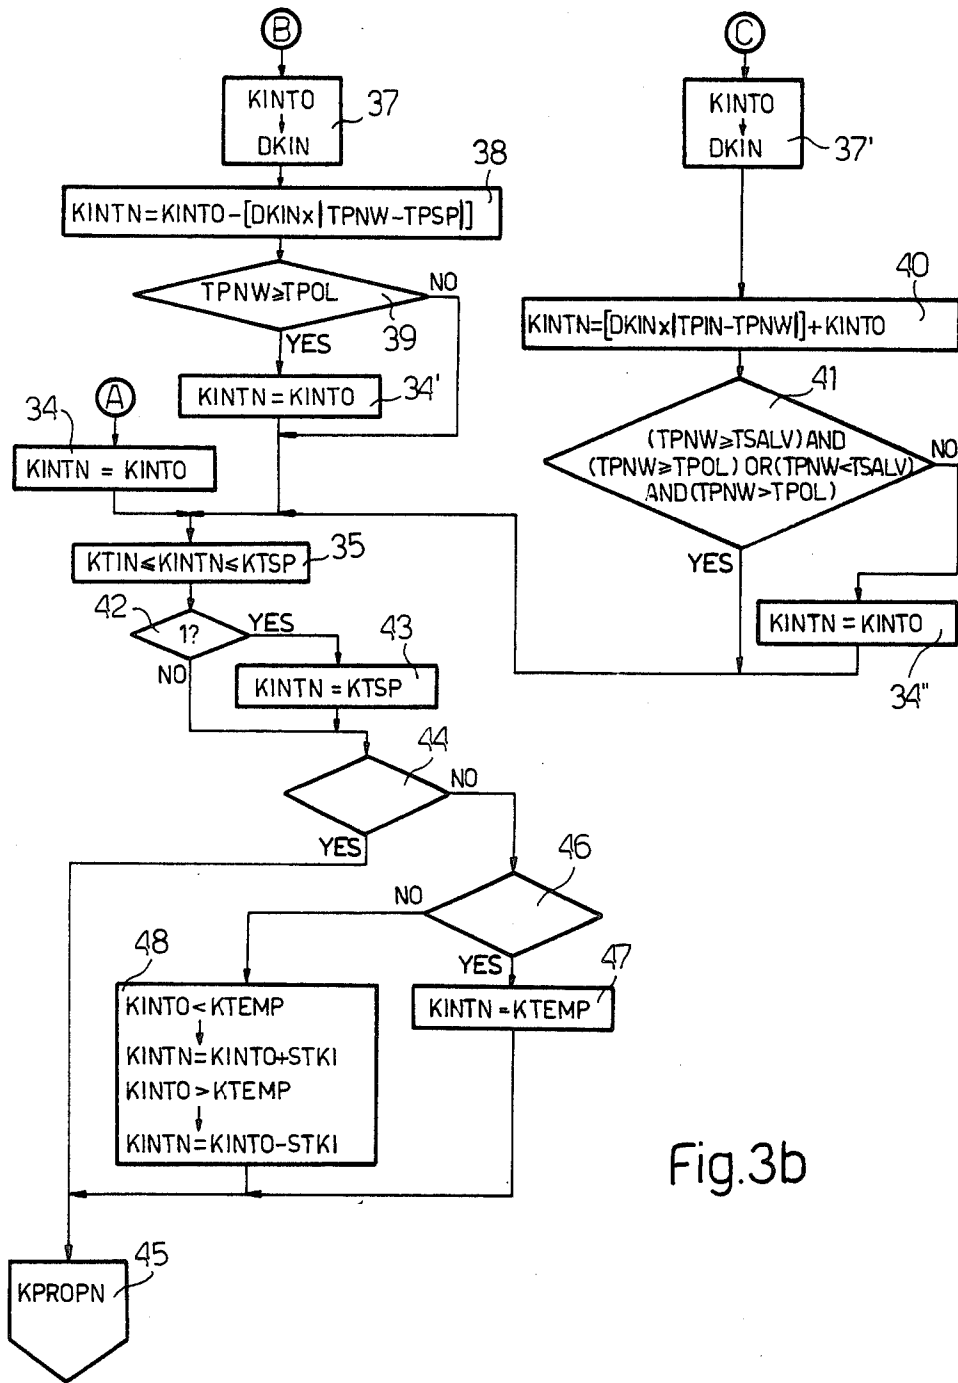 B
KINTO
DKIN
37
38
KINTN=KINTO-[DKINx|TPNW-TPSP|]
TPNW≥TPOL
NO
39
YES
KINTN=KINTO
34'
A
34
KINTN = KINTO
C
KINTO
DKIN
37'
40
KINTN=[DKINx|TPIN-TPNW|]+KINTO
41
(TPNW≥TSALV)AND
(TPNW≥TPOL)OR(TPNW<TSALV)
AND(TPNW>TPOL)
NO
YES
KINTN=KINTO
34"
KTIN≤KINTN≤KTSP
35
42
1?
YES
NO
43
KINTN=KTSP
44
NO
YES
46
NO
YES
47
KINTN=KTEMP
48
KINTO<KTEMP
KINTN=KINTO+STKI
KINTO>KTEMP
KINTN=KINTO-STKI
45
KPROPN
Fig.3b